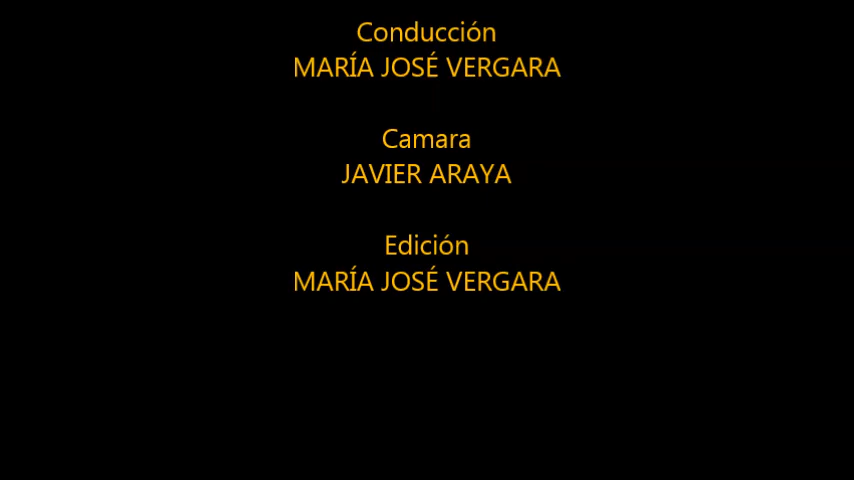 Conducción
MARÍA JOSÉ VERGARA
Camara
JAVIER ARAYA
Edición
MARÍA JOSÉ VERGARA